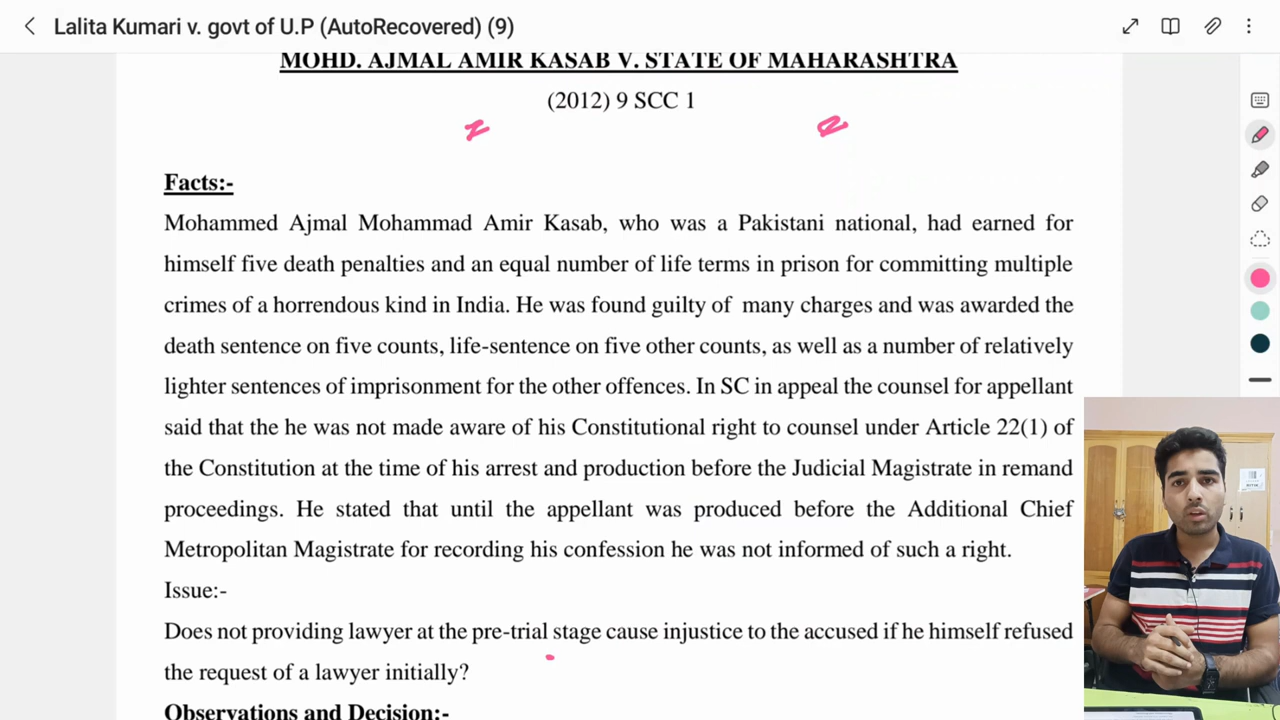 Lalita Kumari v. govt of U.P (AutoRecovered) (9)
MOHD. AJMAL AMIR KASAB V. STATE OF MAHARASHTRA
(2012) 9 SCC 1
Facts:-
Mohammed Ajmal Mohammad Amir Kasab, who was a Pakistani national, had earned for
himself five death penalties and an equal number of life terms in prison for committing multiple
crimes of a horrendous kind in India. He was found guilty of many charges and was awarded the
death sentence on five counts, life-sentence on five other counts, as well as a number of relatively
lighter sentences of imprisonment for the other offences. In SC in appeal the counsel for appellant
said that the he was not made aware of his Constitutional right to counsel under Article 22(1) of
the Constitution at the time of his arrest and production before the Judicial Magistrate in remand
proceedings. He stated that until the appellant was produced before the Additional Chief
Metropolitan Magistrate for recording his confession he was not informed of such a right.
Issue:-
Does not providing lawyer at the pre-trial stage cause injustice to the accused if he himself refused
the request of a lawyer initially?
Observations and Decision:-